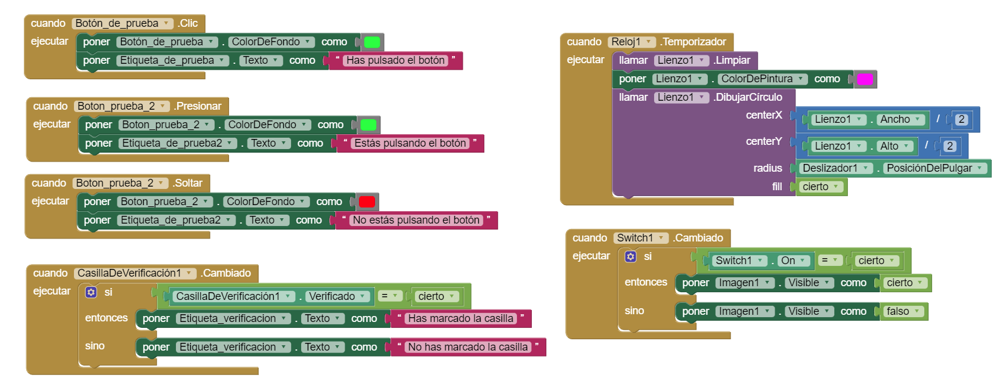 cuando Botón_de_prueba .Clic
ejecutar poner Botón_de_prueba . ColorDeFondo como
poner Etiqueta_de_prueba . Texto como “ Has pulsado el botón ”
cuando Boton_prueba_2 .Presionar
ejecutar poner Boton_prueba_2 . ColorDeFondo como
poner Etiqueta_de_prueba2 . Texto como “ Estás pulsando el botón ”
cuando Boton_prueba_2 .Soltar
ejecutar poner Boton_prueba_2 . ColorDeFondo como
poner Etiqueta_de_prueba2 . Texto como “ No estás pulsando el botón ”
cuando CasillaDeVerificación1 .Cambiado
ejecutar si CasillaDeVerificación1 . Verificado = cierto
entonces poner Etiqueta_verificacion . Texto como “ Has marcado la casilla ”
sino poner Etiqueta_verificacion . Texto como “ No has marcado la casilla ”
cuando Reloj1 .Temporizador
ejecutar llamar Lienzo1 .Limpiar
poner Lienzo1 . ColorDePintura como
llamar Lienzo1 .DibujarCírculo
centerX Lienzo1 . Ancho / 2
centerY Lienzo1 . Alto / 2
radius Deslizador1 . PosiciónDelPulgar
fill cierto
cuando Switch1 .Cambiado
ejecutar si Switch1 . On = cierto
entonces poner Imagen1 . Visible como cierto
sino poner Imagen1 . Visible como falso